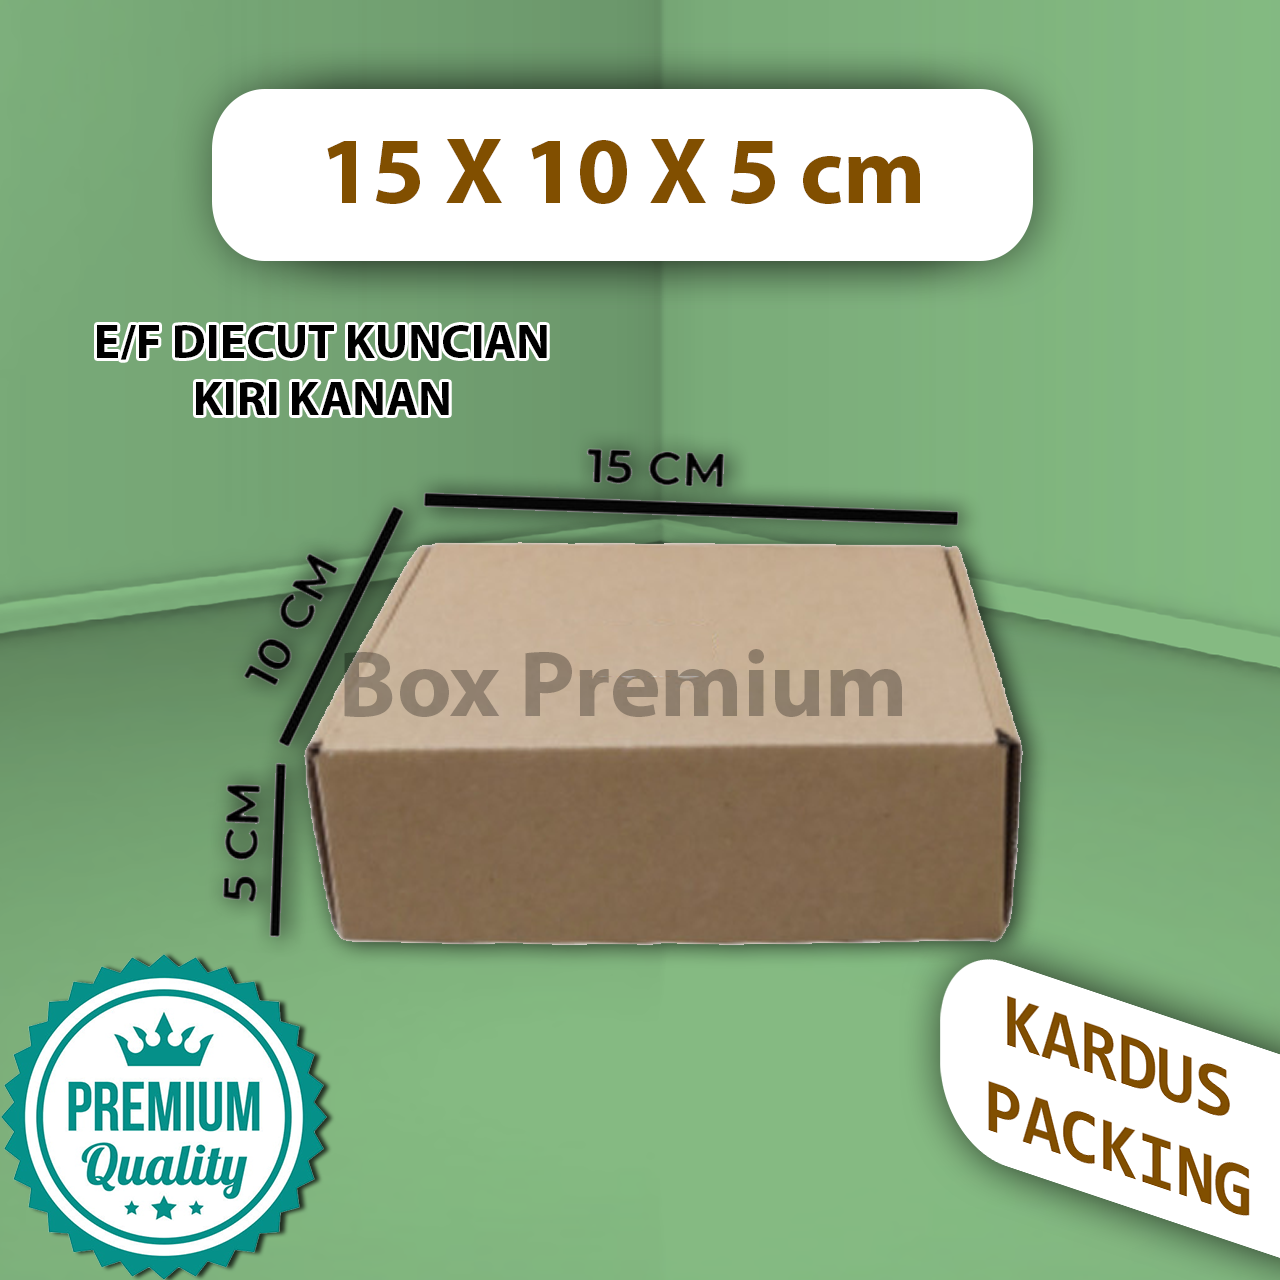 15 X 10 X 5 cm
E/F DIECUT KUNCIAN
KIRI KANAN
15 CM
10 CM
Box Premium
5 CM
PREMIUM
Quality
KARDUS
PACKING